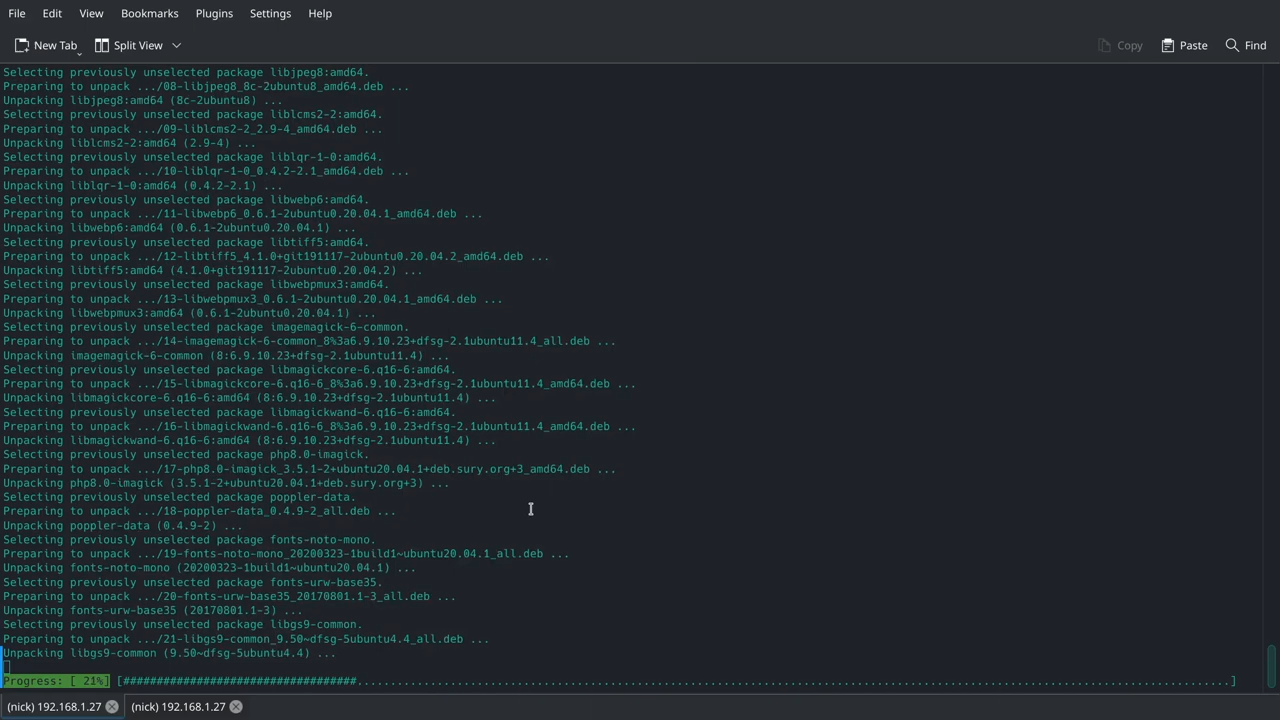 File Edit View Bookmarks Plugins Settings Help
New Tab Split View Copy Paste Find
Selecting previously unselected package libjpeg8:amd64.
Preparing to unpack .../08-libjpeg8_8c-2ubuntu8_amd64.deb ...
Unpacking libjpeg8:amd64 (8c-2ubuntu8) ...
Selecting previously unselected package liblcms2-2:amd64.
Preparing to unpack .../09-liblcms2-2_2.9-4_amd64.deb ...
Unpacking liblcms2-2:amd64 (2.9-4) ...
Selecting previously unselected package liblqr-1-0:amd64.
Preparing to unpack .../10-liblqr-1-0_0.4.2-2.1_amd64.deb ...
Unpacking liblqr-1-0:amd64 (0.4.2-2.1) ...
Selecting previously unselected package libwebp6:amd64.
Preparing to unpack .../11-libwebp6_0.6.1-2ubuntu0.20.04.1_amd64.deb ...
Unpacking libwebp6:amd64 (0.6.1-2ubuntu0.20.04.1) ...
Selecting previously unselected package libtiff5:amd64.
Preparing to unpack .../12-libtiff5_4.1.0+git191117-2ubuntu0.20.04.2_amd64.deb ...
Unpacking libtiff5:amd64 (4.1.0+git191117-2ubuntu0.20.04.2) ...
Selecting previously unselected package libwebpmux3:amd64.
Preparing to unpack .../13-libwebpmux3_0.6.1-2ubuntu0.20.04.1_amd64.deb ...
Unpacking libwebpmux3:amd64 (0.6.1-2ubuntu0.20.04.1) ...
Selecting previously unselected package imagemagick-6-common.
Preparing to unpack .../14-imagemagick-6-common_8%3a6.9.10.23+dfsg-2.1ubuntu11.4_all.deb ...
Unpacking imagemagick-6-common (8:6.9.10.23+dfsg-2.1ubuntu11.4) ...
Selecting previously unselected package libmagickcore-6.q16-6:amd64.
Preparing to unpack .../15-libmagickcore-6.q16-6_8%3a6.9.10.23+dfsg-2.1ubuntu11.4_amd64.deb ...
Unpacking libmagickcore-6.q16-6:amd64 (8:6.9.10.23+dfsg-2.1ubuntu11.4) ...
Selecting previously unselected package libmagickwand-6.q16-6:amd64.
Preparing to unpack .../16-libmagickwand-6.q16-6_8%3a6.9.10.23+dfsg-2.1ubuntu11.4_amd64.deb ...
Unpacking libmagickwand-6.q16-6:amd64 (8:6.9.10.23+dfsg-2.1ubuntu11.4) ...
Selecting previously unselected package php8.0-imagick.
Preparing to unpack .../17-php8.0-imagick_3.5.1-2+ubuntu20.04.1+deb.sury.org+3_amd64.deb ...
Unpacking php8.0-imagick (3.5.1-2+ubuntu20.04.1+deb.sury.org+3) ...
Selecting previously unselected package poppler-data.
Preparing to unpack .../18-poppler-data_0.4.9-2_all.deb ...
Unpacking poppler-data (0.4.9-2) ...
Selecting previously unselected package fonts-noto-mono.
Preparing to unpack .../19-fonts-noto-mono_20200323-1build1~ubuntu20.04.1_all.deb ...
Unpacking fonts-noto-mono (20200323-1build1~ubuntu20.04.1) ...
Selecting previously unselected package fonts-urw-base35.
Preparing to unpack .../20-fonts-urw-base35_20170801.1-3_all.deb ...
Unpacking fonts-urw-base35 (20170801.1-3) ...
Selecting previously unselected package libgs9-common.
Preparing to unpack .../21-libgs9-common_9.50~dfsg-5ubuntu4.4_all.deb ...
Unpacking libgs9-common (9.50~dfsg-5ubuntu4.4) ...
Progress: [ 21%] [###################################...................................................................................................................................]
(nick) 192.168.1.27 (nick) 192.168.1.27